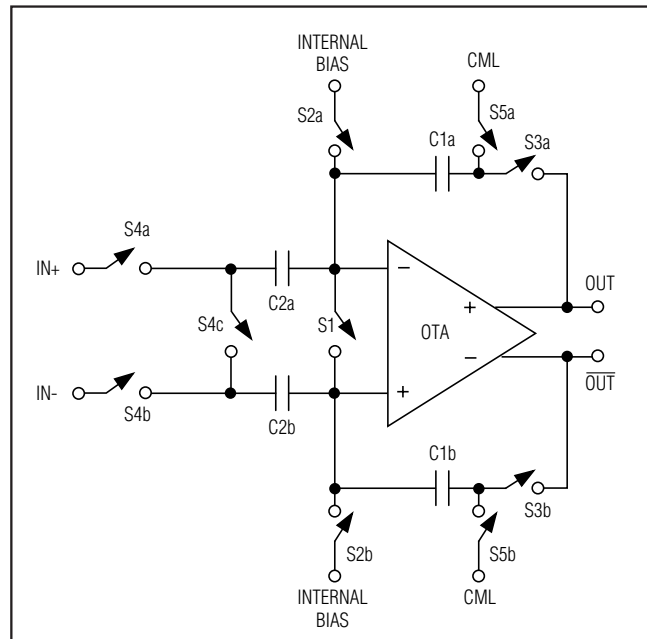 INTERNAL
BIAS
CML
S2a
S5a
C1a
S3a
S4a
IN+
C2a
S4c
S1
−
+
OTA
OUT
−
+
IN-
S4b
C2b
OUT
C1b
S3b
S2b
S5b
INTERNAL
BIAS
CML